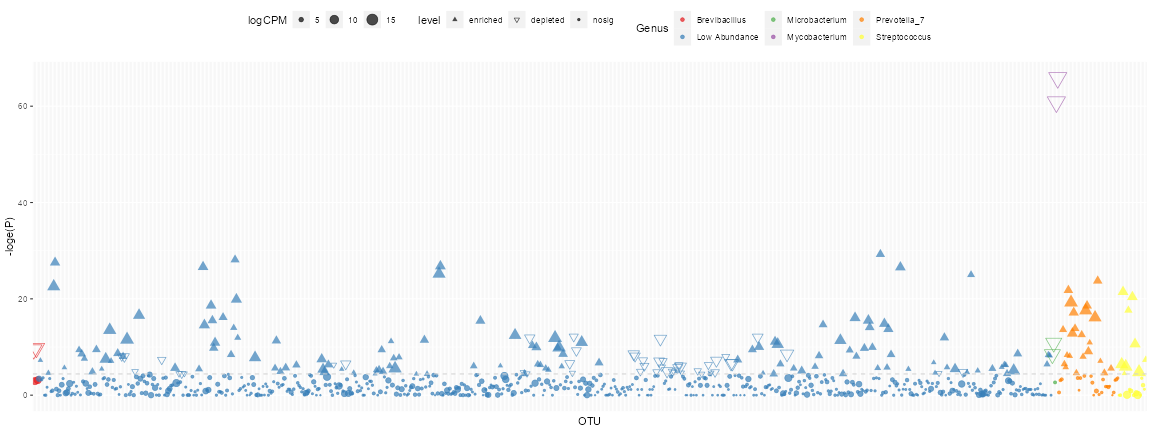 logCPM 5 10 15 level enriched depleted nosig Genus Brevibacillus Microbacterium Prevotella_7
Low Abundance Mycobacterium Streptococcus
60
40
20
0
-loge(P)
OTU